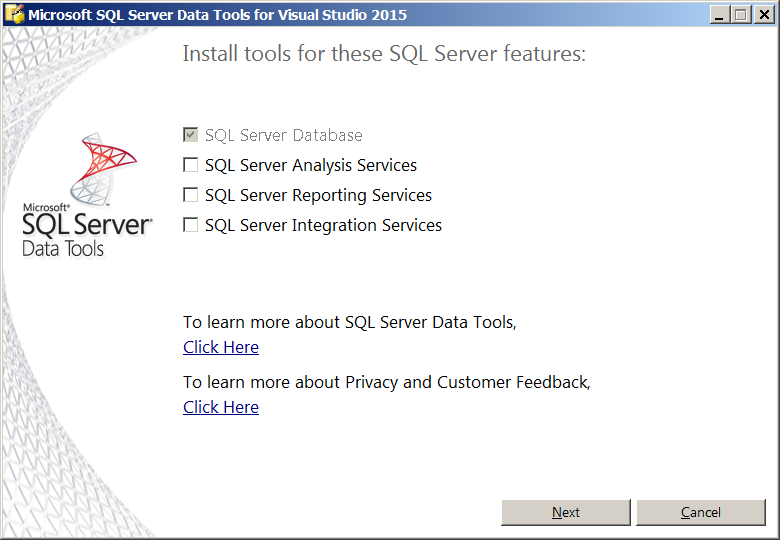 Microsoft SQL Server Data Tools for Visual Studio 2015
Install tools for these SQL Server features:
SQL Server Database
SQL Server Analysis Services
SQL Server Reporting Services
SQL Server Integration Services
Microsoft®
SQL Server®
Data Tools
To learn more about SQL Server Data Tools,
Click Here
To learn more about Privacy and Customer Feedback,
Click Here
Next
Cancel